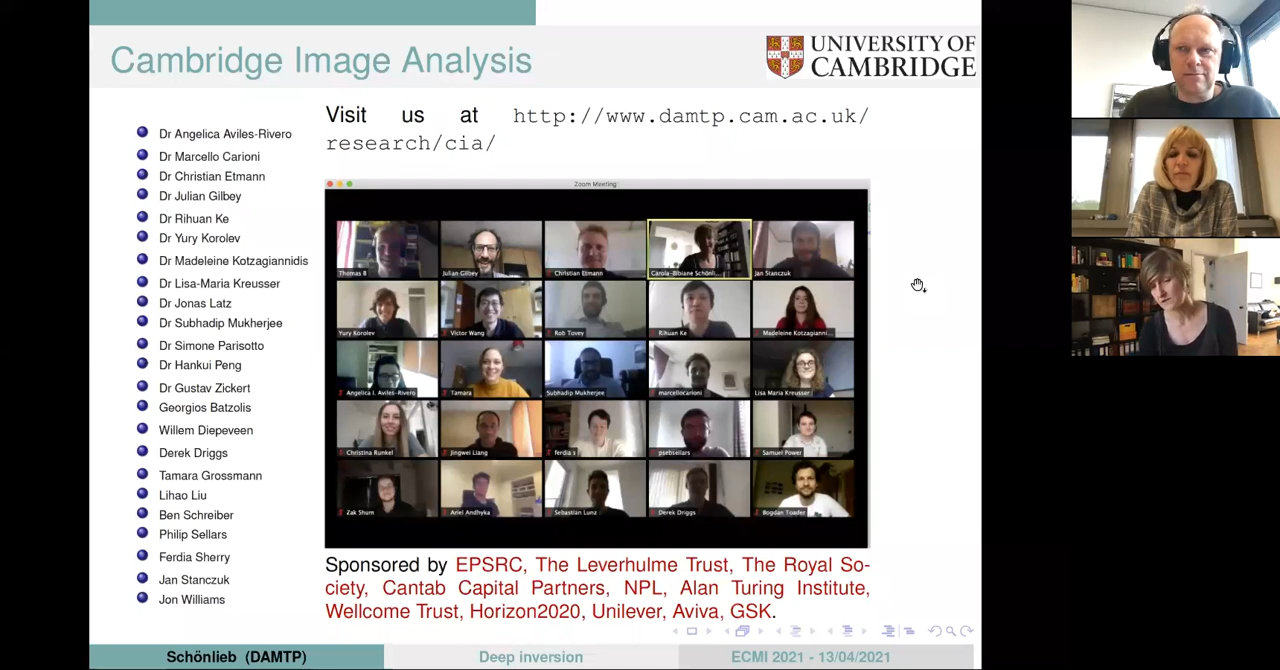 Cambridge Image Analysis
UNIVERSITY OF
CAMBRIDGE
Visit us at http://www.damtp.cam.ac.uk/
research/cia/
Dr Angelica Aviles-Rivero
Dr Marcello Carioni
Dr Christian Etmann
Dr Julian Gilbey
Dr Rihuan Ke
Dr Yury Korolev
Dr Madeleine Kotzagiannidis
Dr Lisa-Maria Kreusser
Dr Jonas Latz
Dr Subhadip Mukherjee
Dr Simone Parisotto
Dr Hankui Peng
Dr Gustav Zickert
Georgios Batzolis
Willem Diepeveen
Derek Driggs
Tamara Grossmann
Lihao Liu
Ben Schreiber
Philip Sellars
Ferdia Sherry
Jan Stanczuk
Jon Williams
Zoom Meeting
Thomas B
Julian Gilbey
Christian Etmann
Carola-Bibiane Schönli...
Jan Stanczuk
Yury Korolev
Victor Wang
Rob Tovey
Rihuan Ke
Madeleine Kotzagianni...
Angelica I. Aviles-Rivero
Tamara
Subhadip Mukherjee
marcellocarioni
Lisa Maria Kreusser
Christina Runkel
Jingwei Liang
ferdia s
psebsellars
Samuel Power
Zak Shum
Ariel Andhyka
Sebastian Lunz
Derek Driggs
Bogdan Toader
Sponsored by EPSRC, The Leverhulme Trust, The Royal So-
ciety, Cantab Capital Partners, NPL, Alan Turing Institute,
Wellcome Trust, Horizon2020, Unilever, Aviva, GSK.
Schönlieb (DAMTP)
Deep inversion
ECMI 2021 - 13/04/2021